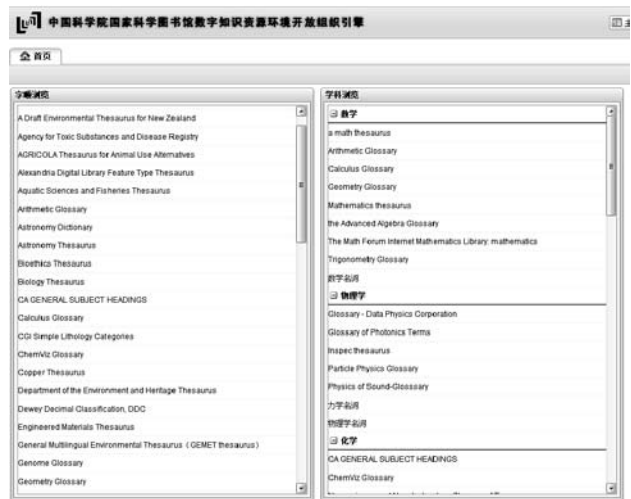 中国科学院国家科学图书馆数字知识资源环境开放组织引擎
首页
字顺浏览
A Draft Environmental Thesaurus for New Zealand
Agency for Toxic Substances and Disease Registry
AGRICOLA Thesaurus for Animal Use Alternatives
Alexandria Digital Library Feature Type Thesaurus
Aquatic Sciences and Fisheries Thesaurus
Arithmetic Glossary
Astronomy Dictionary
Astronomy Thesaurus
Bioethics Thesaurus
Biology Thesaurus
CA GENERAL SUBJECT HEADINGS
Calculus Glossary
CGI Simple Lithology Categories
ChemViz Glossary
Copper Thesaurus
Department of the Environment and Heritage Thesaurus
Dewey Decimal Classification, DDC
Engineered Materials Thesaurus
General Multilingual Environmental Thesaurus（GEMET thesaurus）
Genome Glossary
Geometry Glossary
学科浏览
数学
a math thesaurus
Arithmetic Glossary
Calculus Glossary
Geometry Glossary
Mathematics thesaurus
the Advanced Algebra Glossary
The Math Forum Internet Mathematics Library: mathematics
Trigonometry Glossary
数学名词
物理学
Glossary - Data Physics Corporation
Glossary of Photonics Terms
Inspec thesaurus
Particle Physics Glossary
Physics of Sound-Glosssary
力学名词
物理学名词
化学
CA GENERAL SUBJECT HEADINGS
ChemViz Glossary